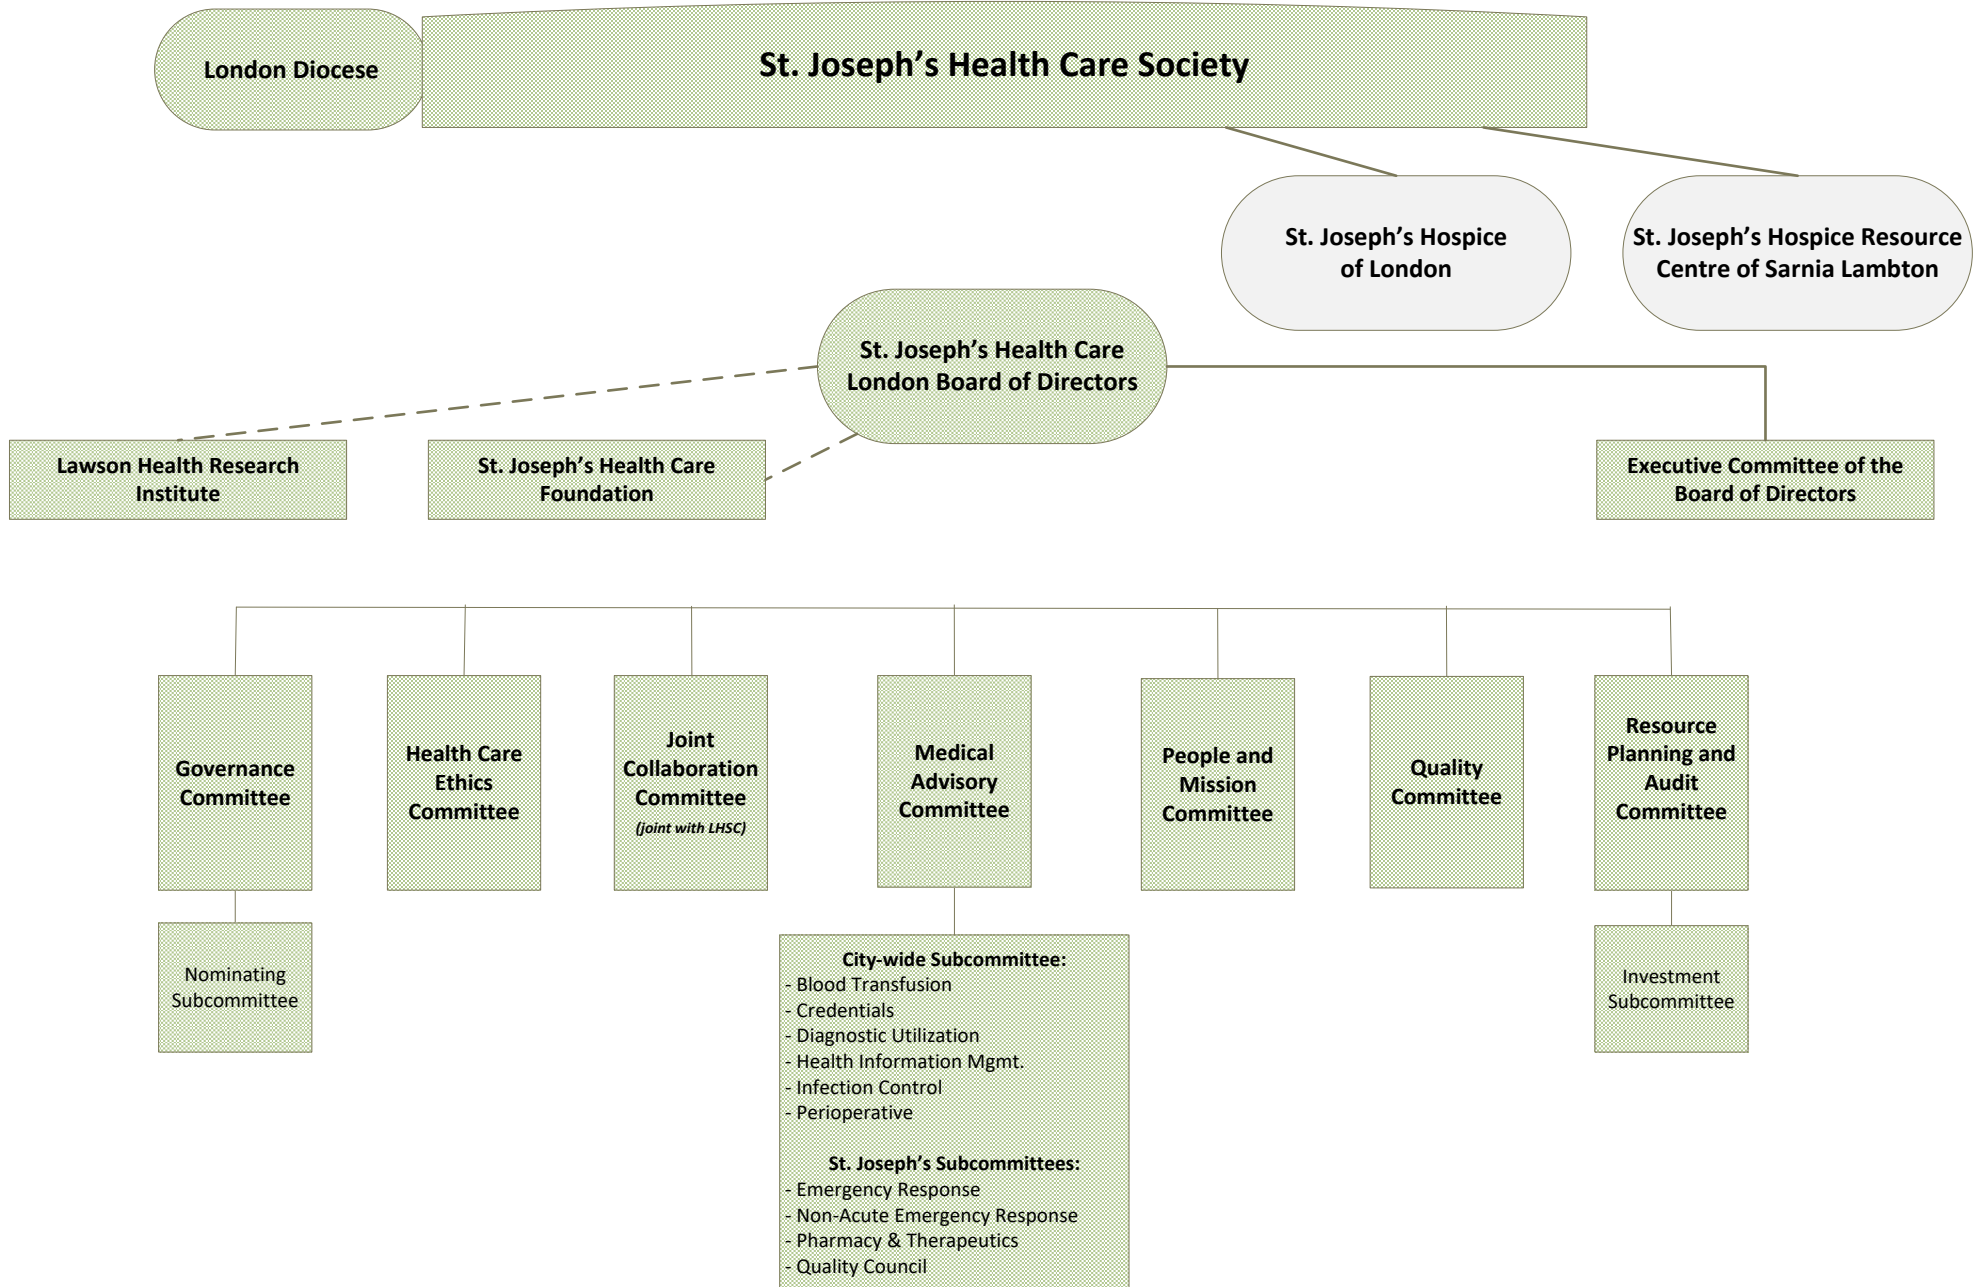 London Diocese
St. Joseph’s Health Care Society
St. Joseph’s Hospice
of London
St. Joseph’s Hospice Resource
Centre of Sarnia Lambton
St. Joseph’s Health Care
London Board of Directors
Lawson Health Research
Institute
St. Joseph’s Health Care
Foundation
Executive Committee of the
Board of Directors
Governance
Committee
Health Care
Ethics
Committee
Joint
Collaboration
Committee
(joint with LHSC)
Medical
Advisory
Committee
People and
Mission
Committee
Quality
Committee
Resource
Planning and
Audit
Committee
Nominating
Subcommittee
City-wide Subcommittee:
- Blood Transfusion
- Credentials
- Diagnostic Utilization
- Health Information Mgmt.
- Infection Control
- Perioperative
St. Joseph’s Subcommittees:
- Emergency Response
- Non-Acute Emergency Response
- Pharmacy & Therapeutics
- Quality Council
Investment
Subcommittee